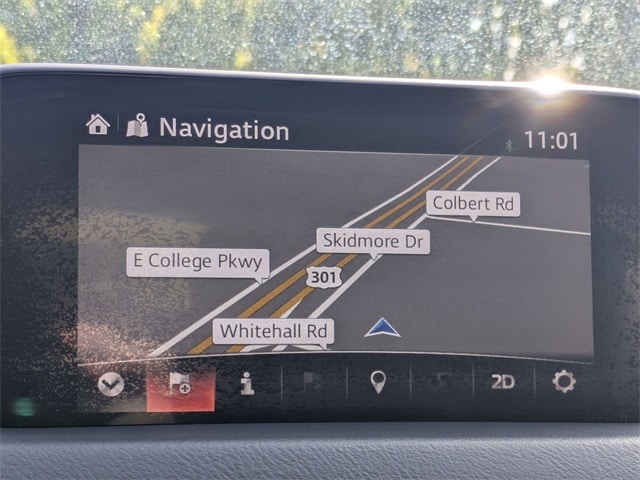 Navigation
11:01
Colbert Rd
Skidmore Dr
E College Pkwy
301
Whitehall Rd
2D